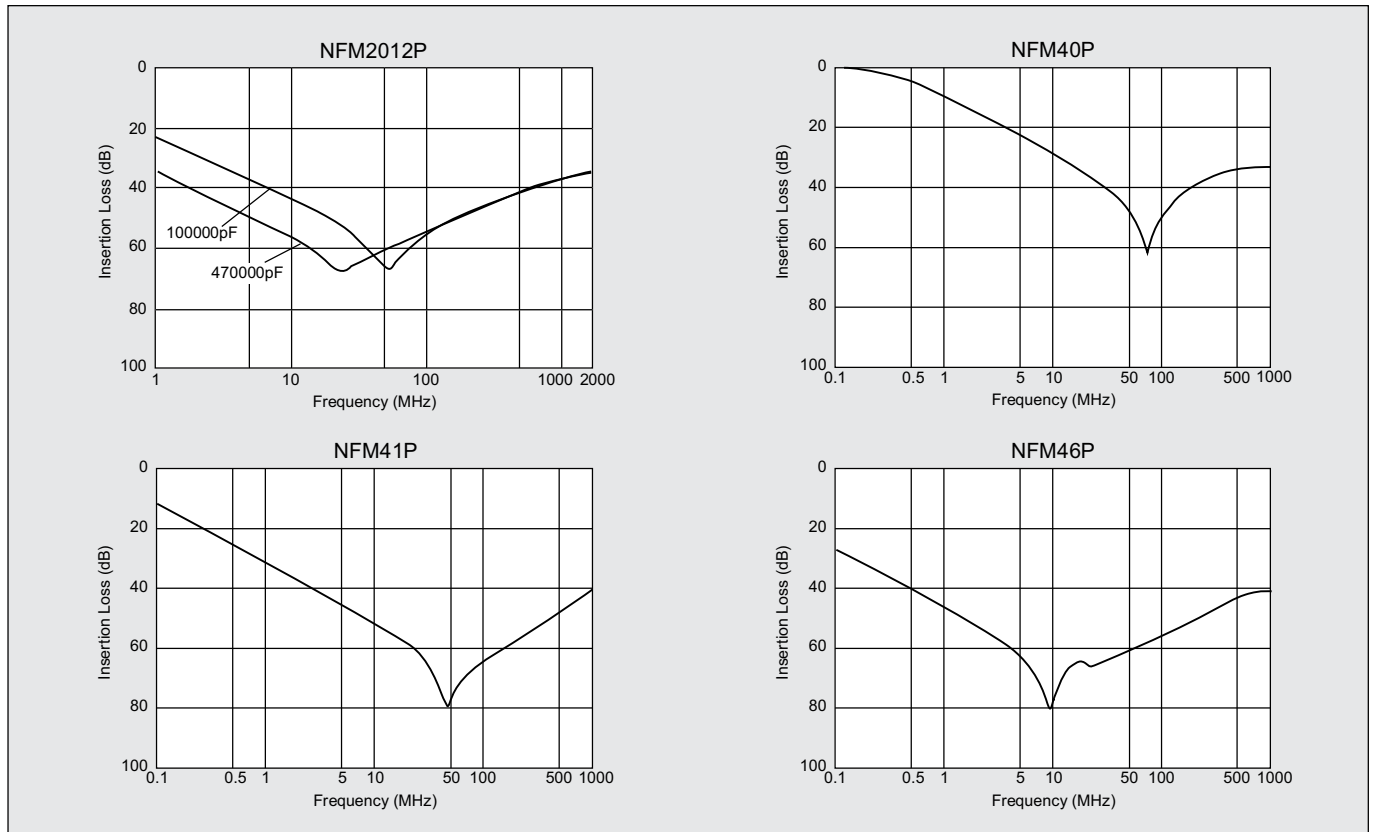 NFM2012P
Insertion Loss (dB)
0
20
40
60
80
100
100000pF
470000pF
1 10 100 1000 2000
Frequency (MHz)
NFM40P
Insertion Loss (dB)
0
20
40
60
80
100
0.1 0.5 1 5 10 50 100 500 1000
Frequency (MHz)
NFM41P
Insertion Loss (dB)
0
20
40
60
80
100
0.1 0.5 1 5 10 50 100 500 1000
Frequency (MHz)
NFM46P
Insertion Loss (dB)
0
20
40
60
80
100
0.1 0.5 1 5 10 50 100 500 1000
Frequency (MHz)